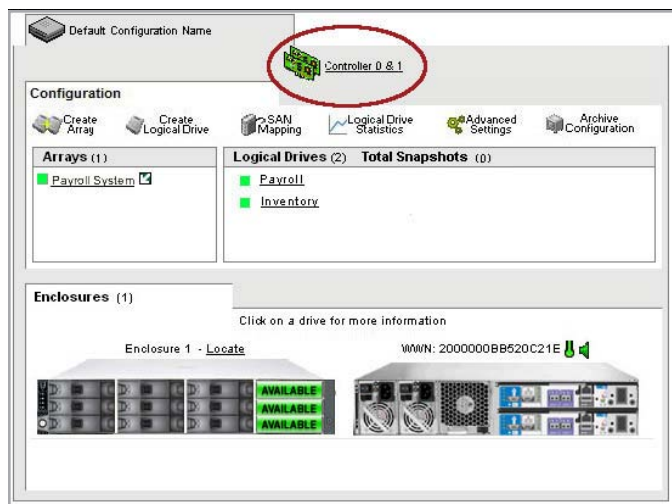 Default Configuration Name
Controller 0 & 1
Configuration
Create Array
Create Logical Drive
SAN Mapping
Logical Drive Statistics
Advanced Settings
Archive Configuration
Arrays (1)
Logical Drives (2) Total Snapshots (0)
Payroll System
Payroll
Inventory
Enclosures (1)
Click on a drive for more information
Enclosure 1 - Locate
WWN: 2000000BB520C21E
AVAILABLE
AVAILABLE
AVAILABLE